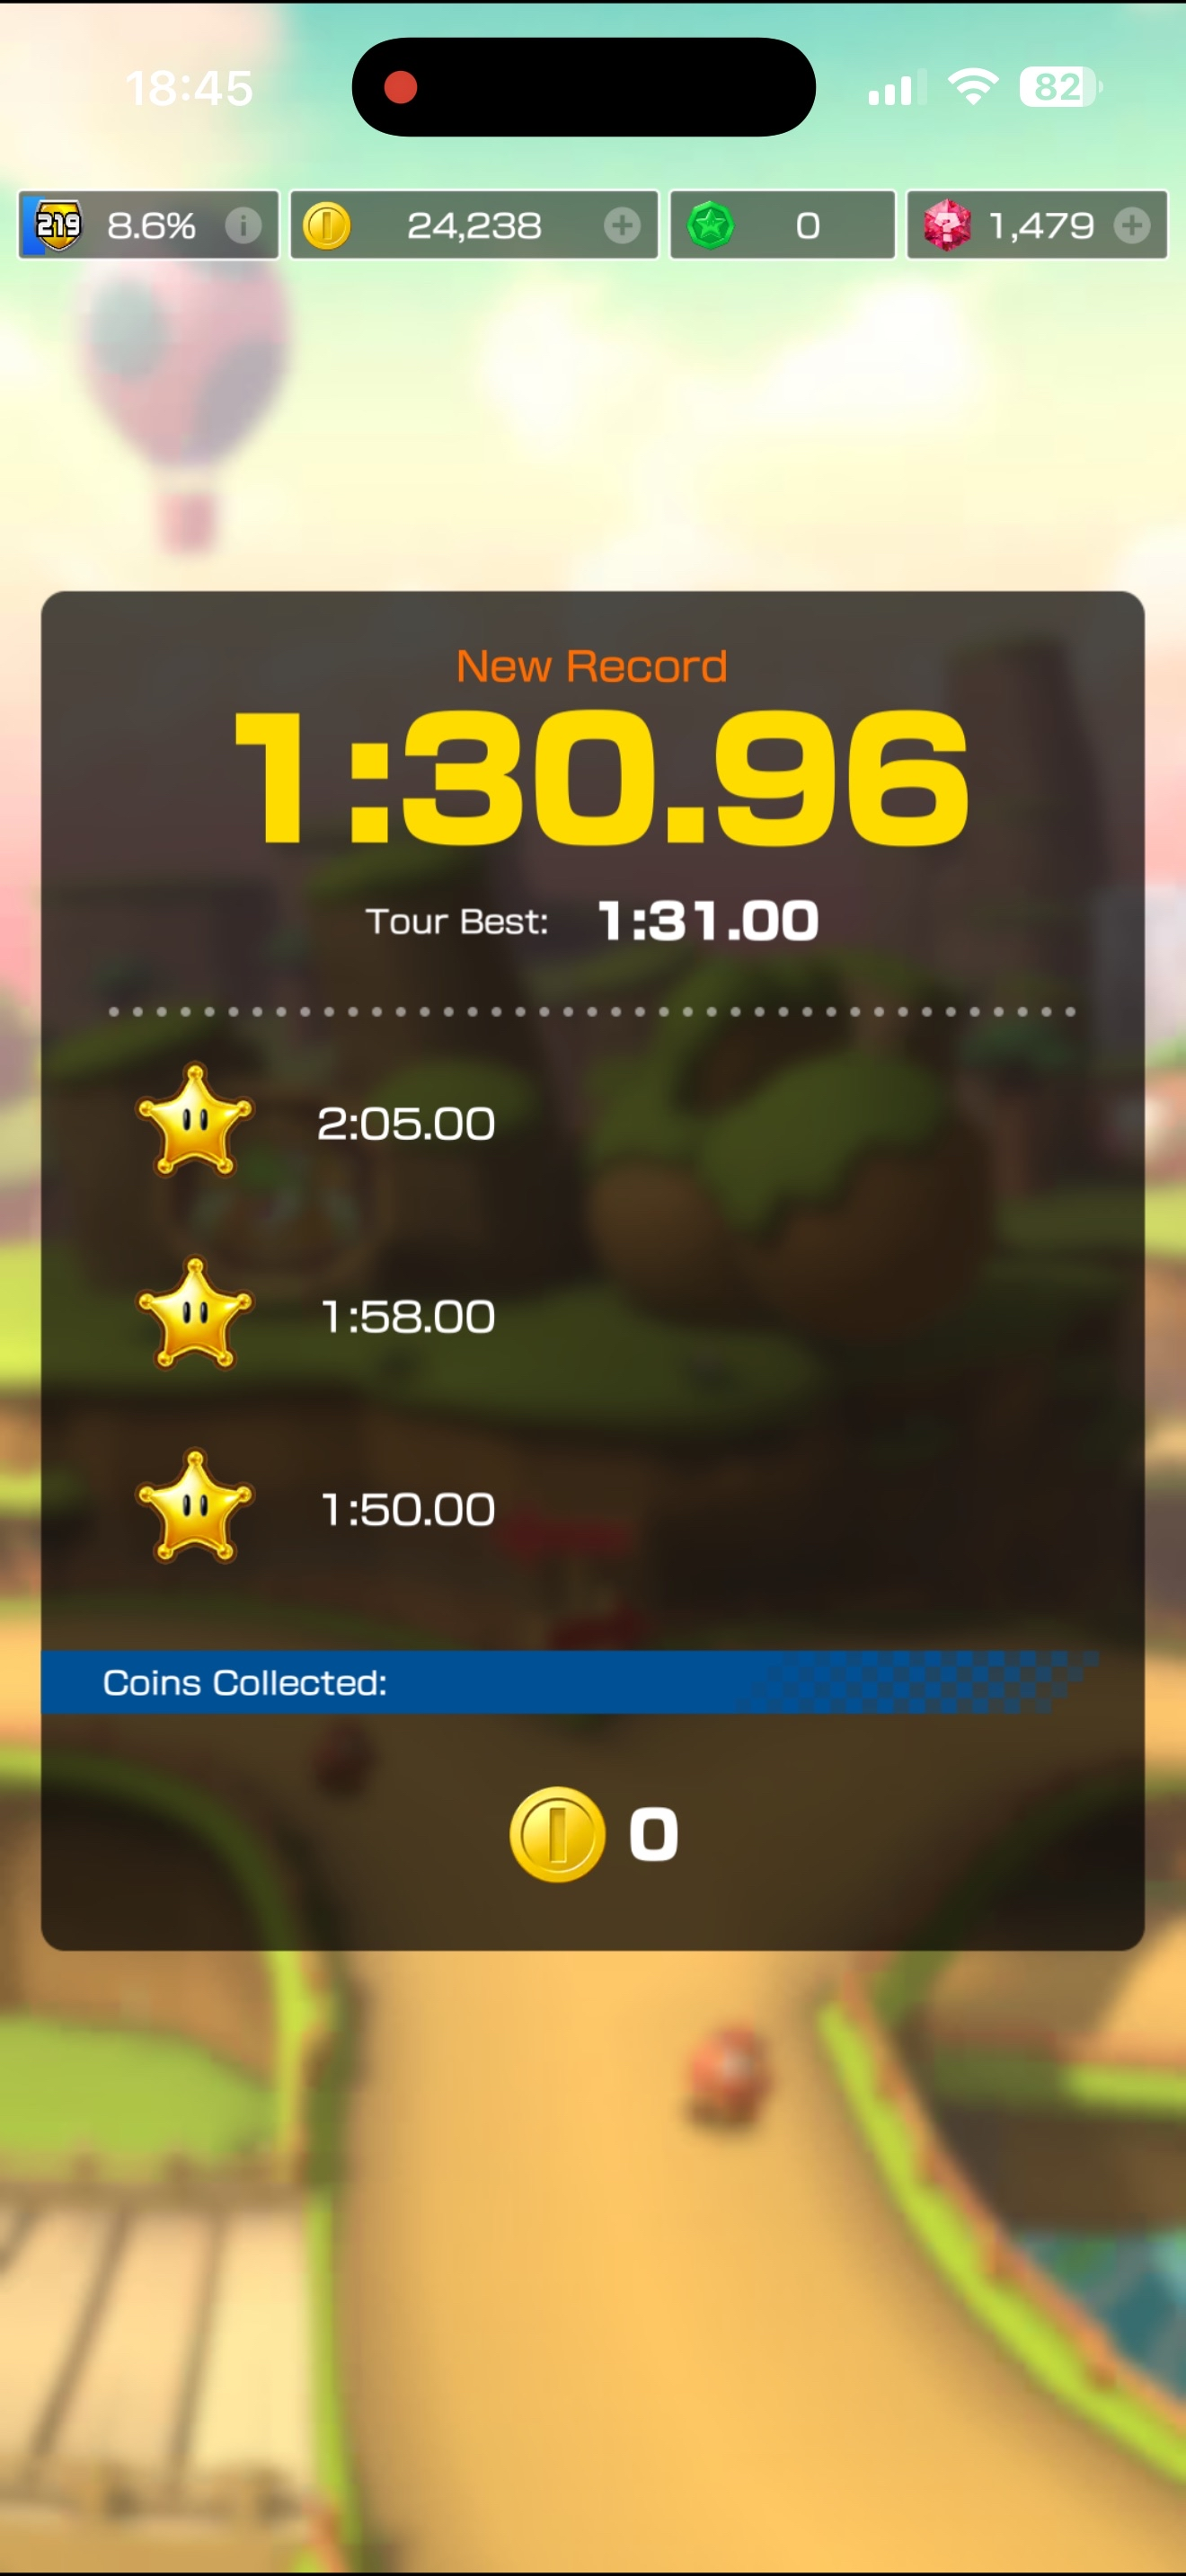 18:45 82
219 8.6% i 24,238 + 0 ? 1,479 +
New Record
1:30.96
Tour Best: 1:31.00
2:05.00
1:58.00
1:50.00
Coins Collected:
0